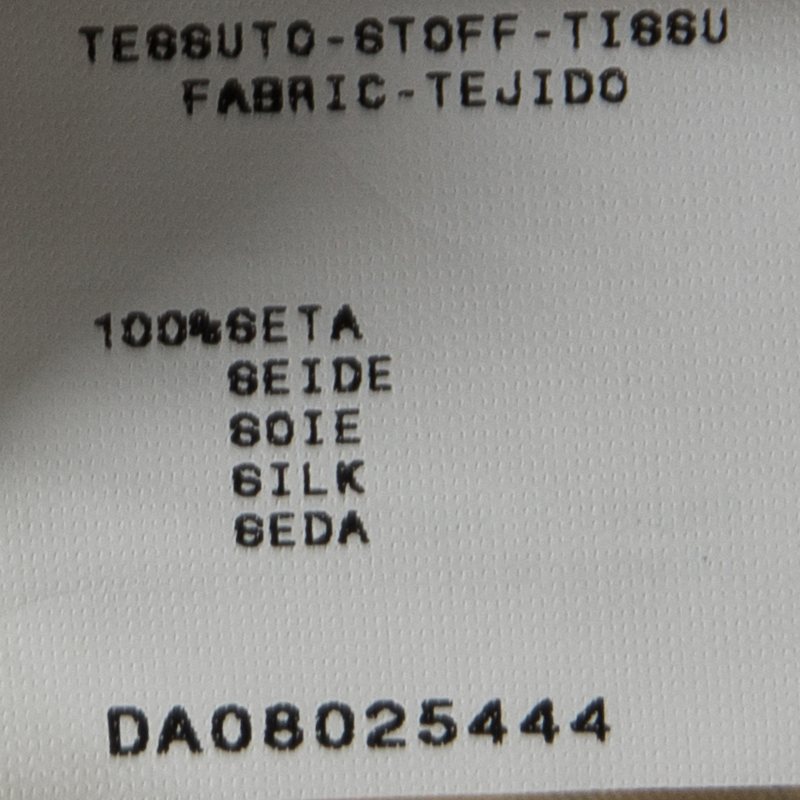 TESSUTO-STOFF-TISSU
FABRIC-TEJIDO
100%SETA
SEIDE
SOIE
SILK
SEDA
DA08025444